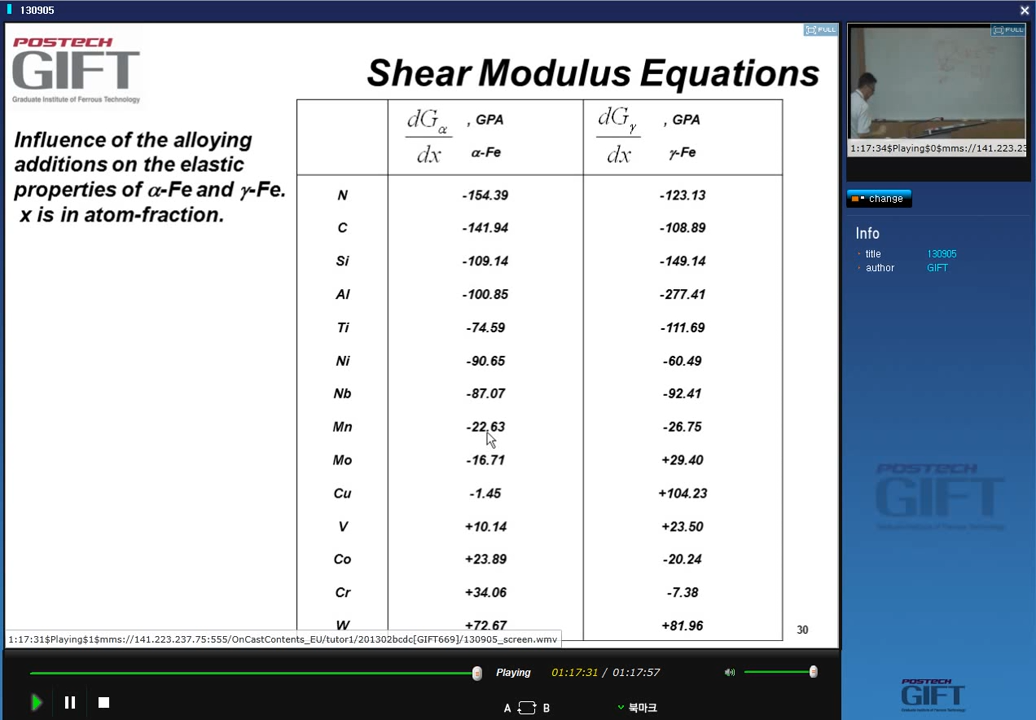 130905
FULL
POSTECH
GIFT
Graduate Institute of Ferrous Technology
Shear Modulus Equations
Influence of the alloying
additions on the elastic
properties of α-Fe and γ-Fe.
x is in atom-fraction.
dGα/dx , GPA α-Fe dGγ/dx , GPA γ-Fe
N -154.39 -123.13
C -141.94 -108.89
Si -109.14 -149.14
Al -100.85 -277.41
Ti -74.59 -111.69
Ni -90.65 -60.49
Nb -87.07 -92.41
Mn -22.63 -26.75
Mo -16.71 +29.40
Cu -1.45 +104.23
V +10.14 +23.50
Co +23.89 -20.24
Cr +34.06 -7.38
W +72.67 +81.96
30
1:17:31$Playing$1$mms://141.223.237.75:555/OnCastContents_EU/tutor1/201302bcdc[GIFT669]/130905_screen.wmv
Playing 01:17:31 / 01:17:57
A B 북마크
FULL
1:17:34$Playing$0$mms://141.223.23
change
Info
title 130905
author GIFT
POSTECH
GIFT
POSTECH
GIFT